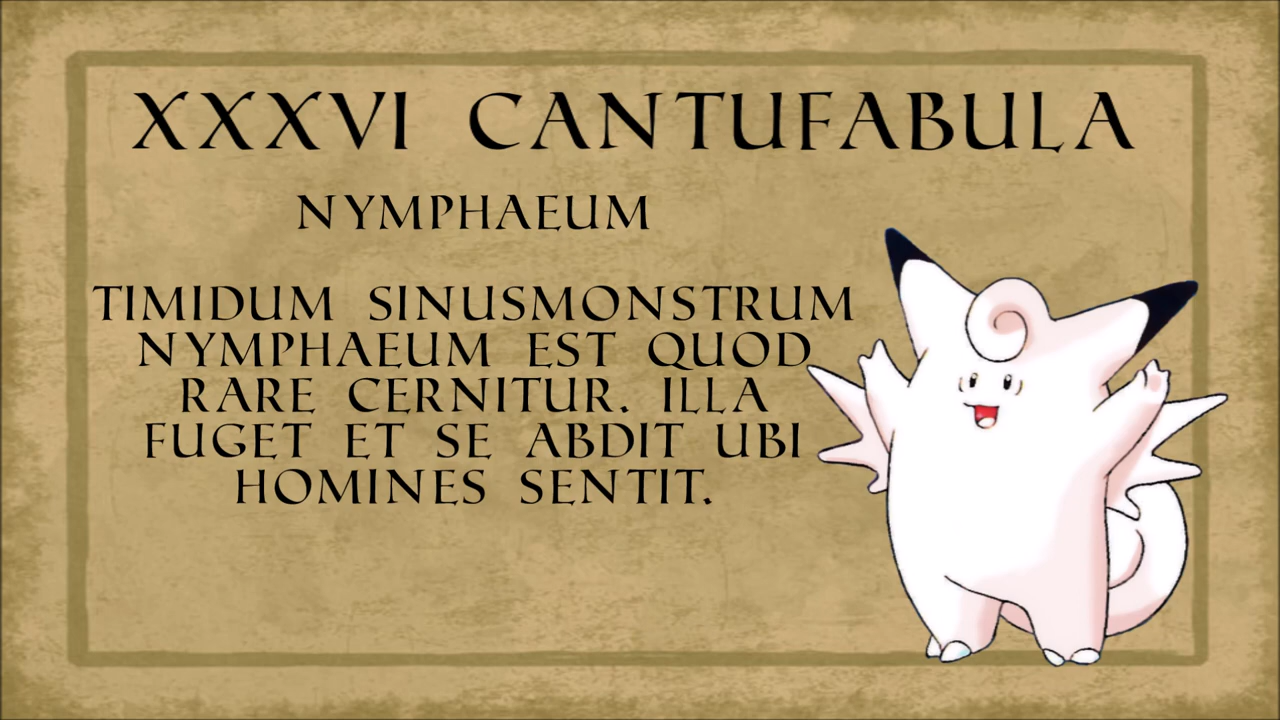 XXXVI CANTUFABULA
NYMPHAEUM
TIMIDUM SINUSMONSTRUM
NYMPHAEUM EST QUOD
RARE CERNITUR. ILLA
FUGET ET SE ABDIT UBI
HOMINES SENTIT.